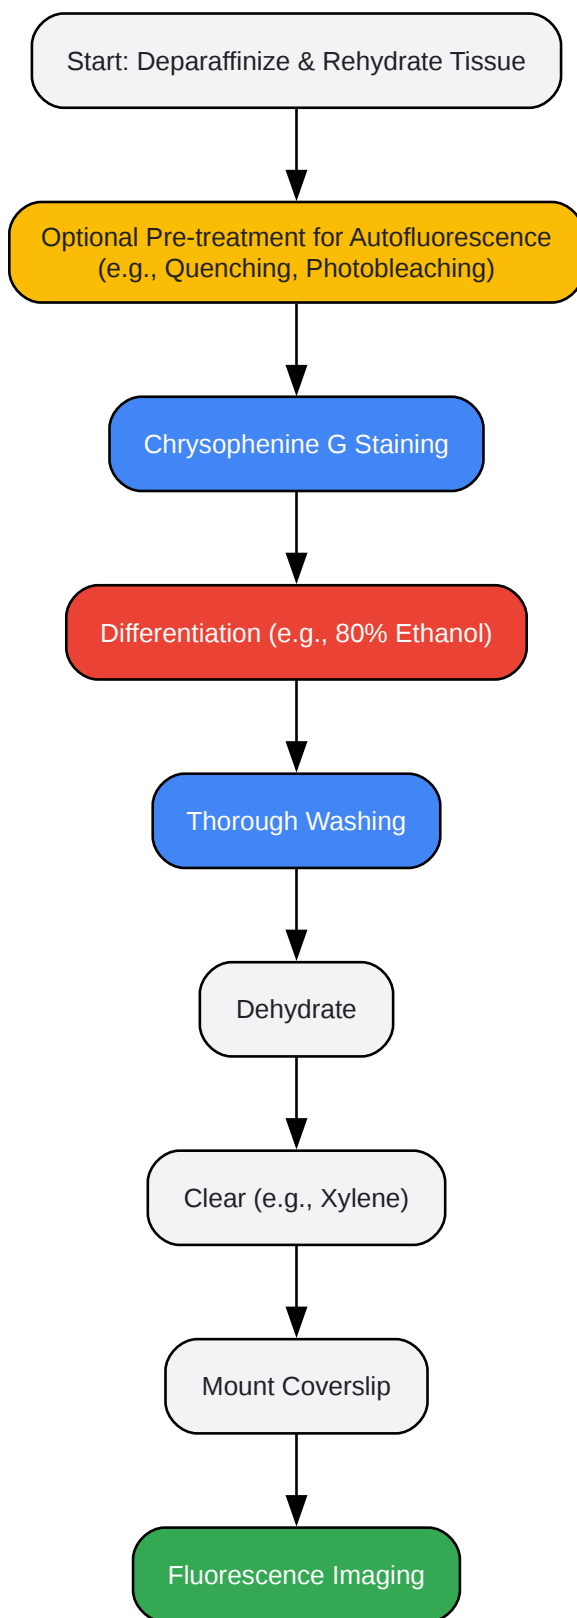 Start: Deparaffinize & Rehydrate Tissue
Optional Pre-treatment for Autofluorescence
(e.g., Quenching, Photobleaching)
Chrysophenine G Staining
Differentiation (e.g., 80% Ethanol)
Thorough Washing
Dehydrate
Clear (e.g., Xylene)
Mount Coverslip
Fluorescence Imaging